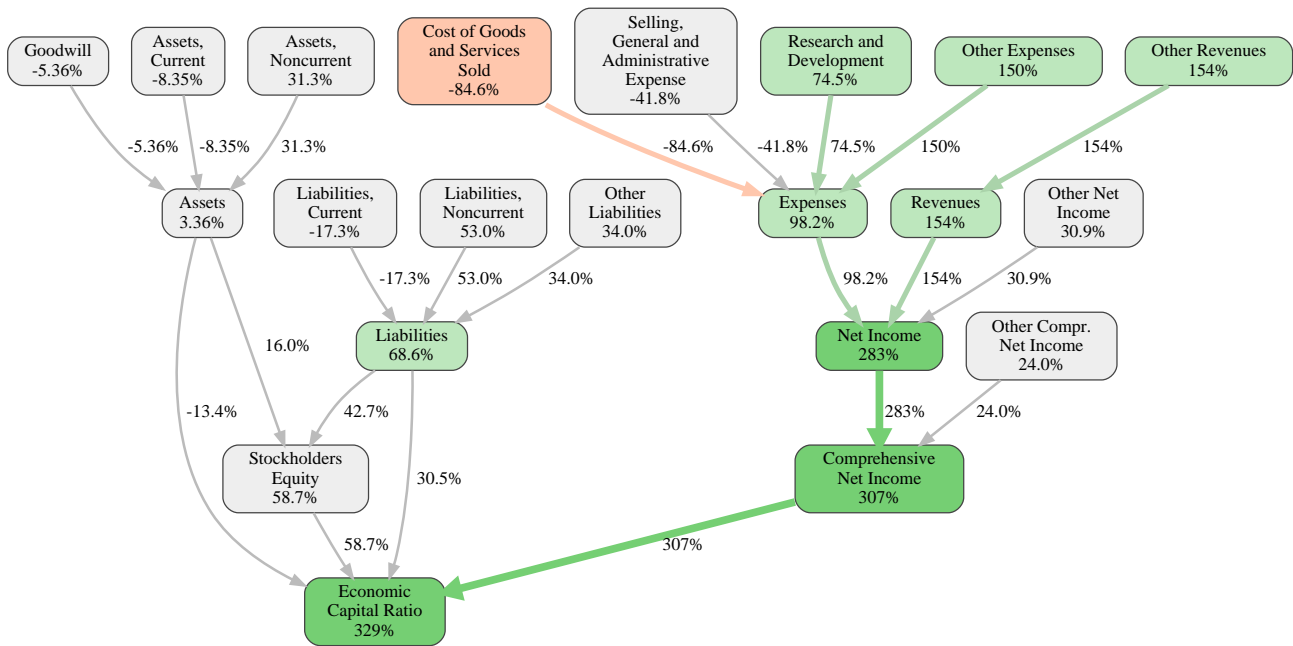 Goodwill
-5.36%
Assets,
Current
-8.35%
Assets,
Noncurrent
31.3%
Cost of Goods
and Services
Sold
-84.6%
Selling,
General and
Administrative
Expense
-41.8%
Research and
Development
74.5%
Other Expenses
150%
Other Revenues
154%
-5.36%
-8.35%
31.3%
-84.6%
-41.8%
74.5%
150%
154%
Assets
3.36%
Liabilities,
Current
-17.3%
Liabilities,
Noncurrent
53.0%
Other
Liabilities
34.0%
Expenses
98.2%
Revenues
154%
Other Net
Income
30.9%
-17.3%
53.0%
34.0%
98.2%
154%
30.9%
16.0%
Liabilities
68.6%
Net Income
283%
Other Compr.
Net Income
24.0%
-13.4%
42.7%
283%
24.0%
Stockholders
Equity
58.7%
30.5%
Comprehensive
Net Income
307%
58.7%
307%
Economic
Capital Ratio
329%